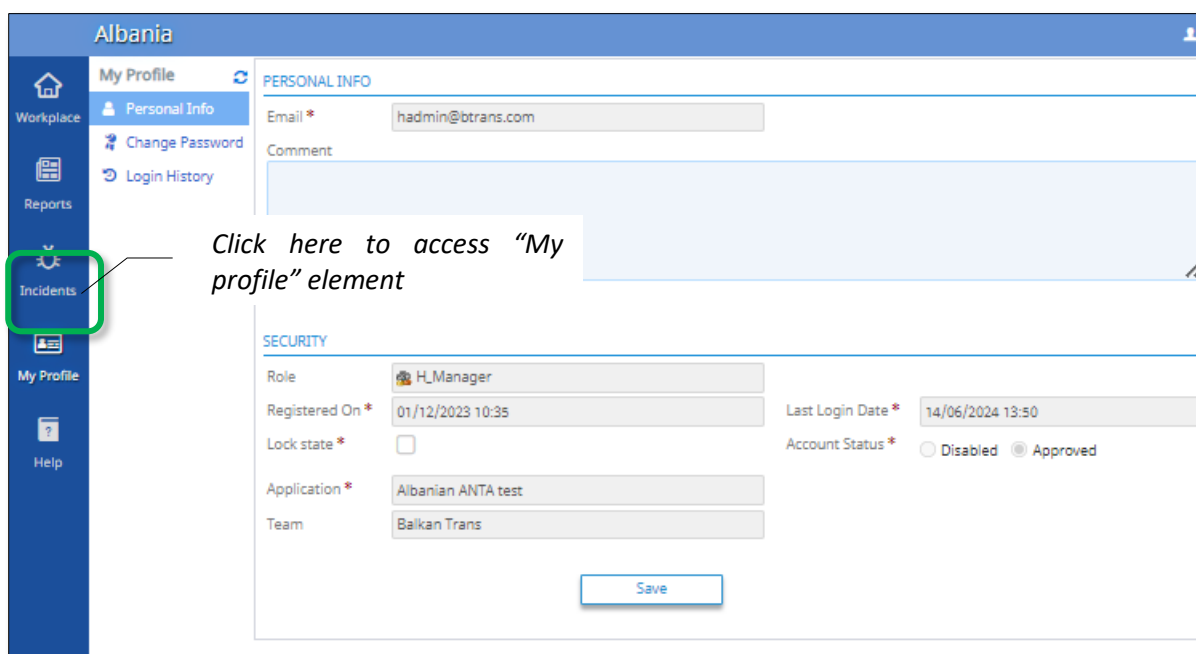 Albania
Workplace
Reports
Incidents
My Profile
Help
My Profile
Personal Info
Change Password
Login History
PERSONAL INFO
Email * hadmin@btrans.com
Comment
Click here to access “My
profile” element
SECURITY
Role H_Manager
Registered On * 01/12/2023 10:35 Last Login Date * 14/06/2024 13:50
Lock state * Account Status * Disabled Approved
Application * Albanian ANTA test
Team Balkan Trans
Save